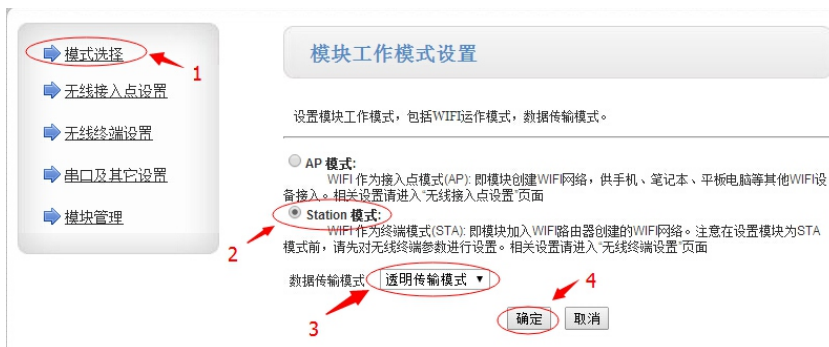 模式选择
1
无线接入点设置
无线终端设置
串口及其它设置
模块管理
模块工作模式设置
设置模块工作模式，包括WIFI运作模式，数据传输模式。
AP 模式:
WIFI 作为接入点模式(AP): 即模块创建WIFI网络，供手机、笔记本、平板电脑等其他WIFI设
备接入。相关设置请进入“无线接入点设置”页面
Station 模式:
2
WIFI 作为终端模式(STA): 即模块加入WIFI路由器创建的WIFI网络。注意在设置模块为STA
模式前，请先对无线终端参数进行设置。相关设置请进入“无线终端设置”页面
数据传输模式 透明传输模式
3
4
确定 取消